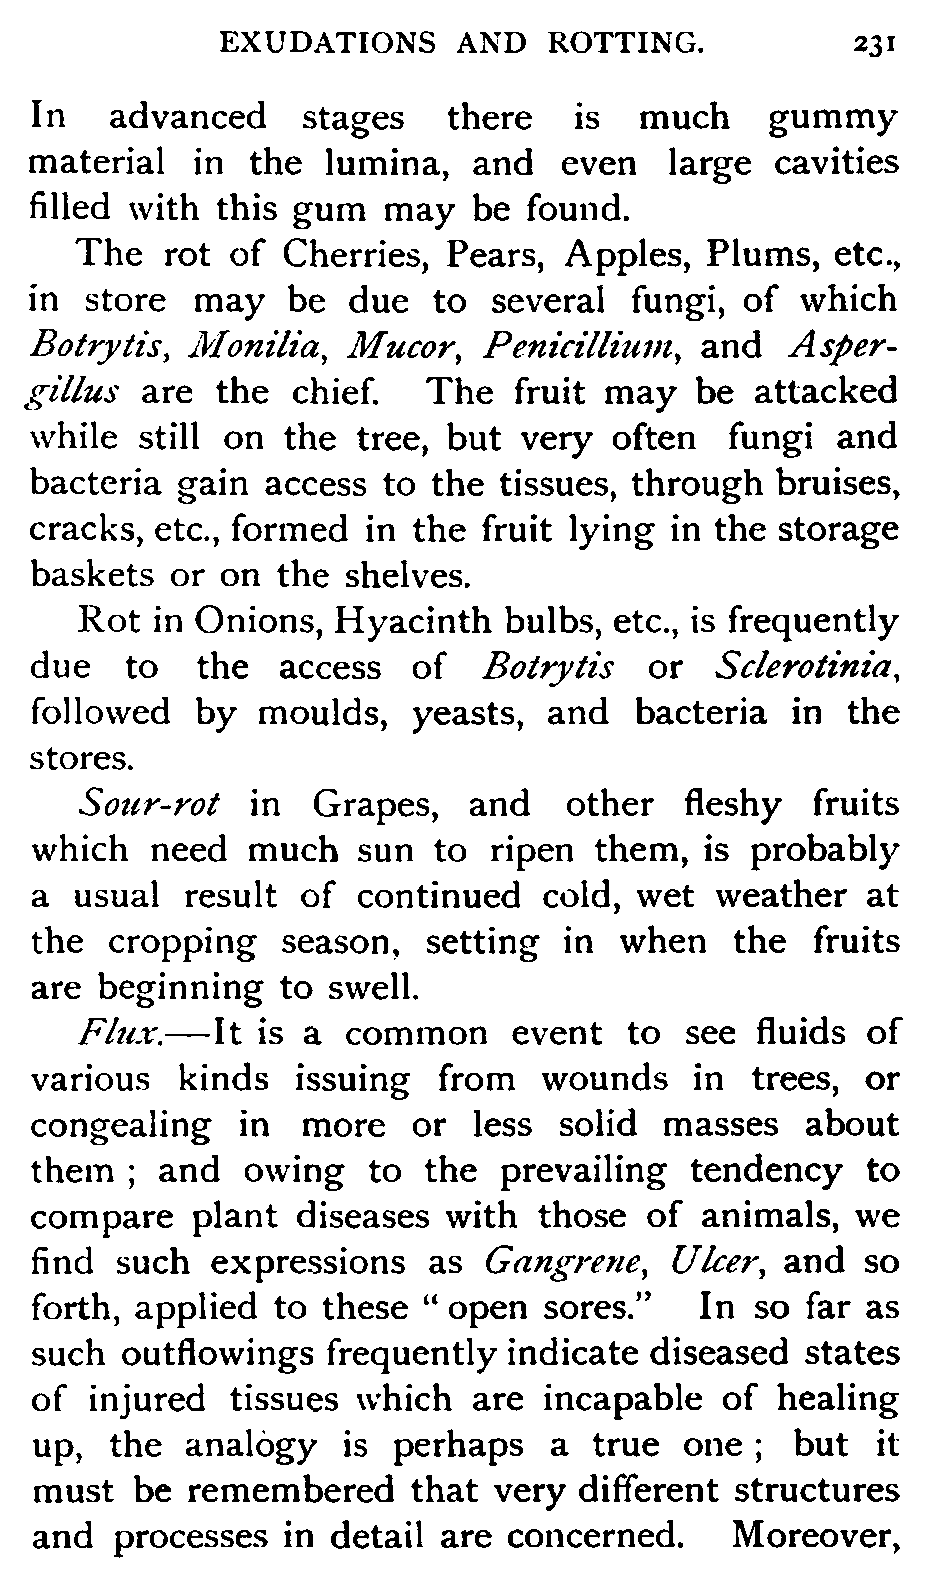 EXUDATIONS AND ROTTING. 231
In advanced stages there is much gummy
material in the lumina, and even large cavities
filled with this gum may be found.
The rot of Cherries, Pears, Apples, Plums, etc.,
in store may be due to several fungi, of which
Botrytis, Monilia, Mucor, Penicillium, and Asper-
gillus are the chief. The fruit may be attacked
while still on the tree, but very often fungi and
bacteria gain access to the tissues, through bruises,
cracks, etc., formed in the fruit lying in the storage
baskets or on the shelves.
Rot in Onions, Hyacinth bulbs, etc., is frequently
due to the access of Botrytis or Sclerotinia,
followed by moulds, yeasts, and bacteria in the
stores.
Sour-rot in Grapes, and other fleshy fruits
which need much sun to ripen them, is probably
a usual result of continued cold, wet weather at
the cropping season, setting in when the fruits
are beginning to swell.
Flux.—It is a common event to see fluids of
various kinds issuing from wounds in trees, or
congealing in more or less solid masses about
them ; and owing to the prevailing tendency to
compare plant diseases with those of animals, we
find such expressions as Gangrene, Ulcer, and so
forth, applied to these “ open sores.” In so far as
such outflowings frequently indicate diseased states
of injured tissues which are incapable of healing
up, the analogy is perhaps a true one ; but it
must be remembered that very different structures
and processes in detail are concerned. Moreover,